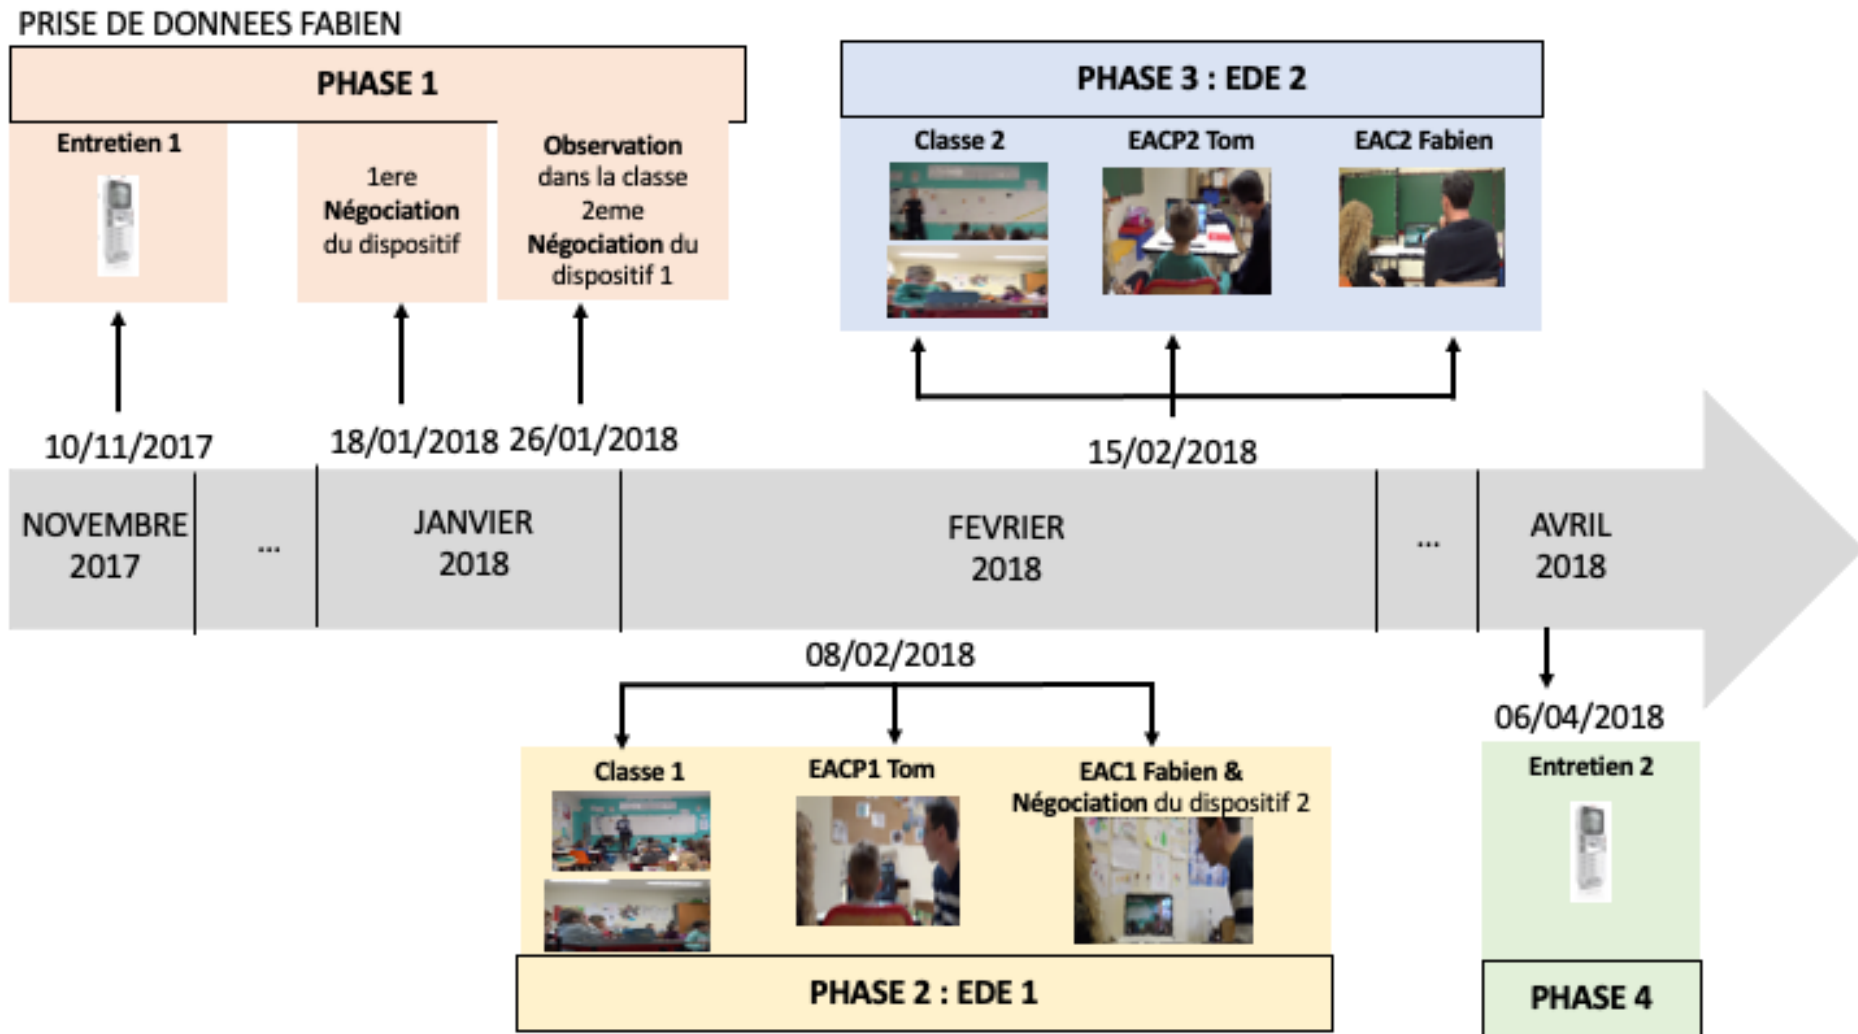 PRISE DE DONNEES FABIEN
PHASE 1
Entretien 1
1ere
Négociation
du dispositif
Observation
dans la classe
2eme
Négociation du
dispositif 1
PHASE 3 : EDE 2
Classe 2
EACP2 Tom
EAC2 Fabien
10/11/2017
18/01/2018
26/01/2018
15/02/2018
NOVEMBRE
2017
...
JANVIER
2018
FEVRIER
2018
...
AVRIL
2018
08/02/2018
06/04/2018
Classe 1
EACP1 Tom
EAC1 Fabien &
Négociation du dispositif 2
PHASE 2 : EDE 1
Entretien 2
PHASE 4